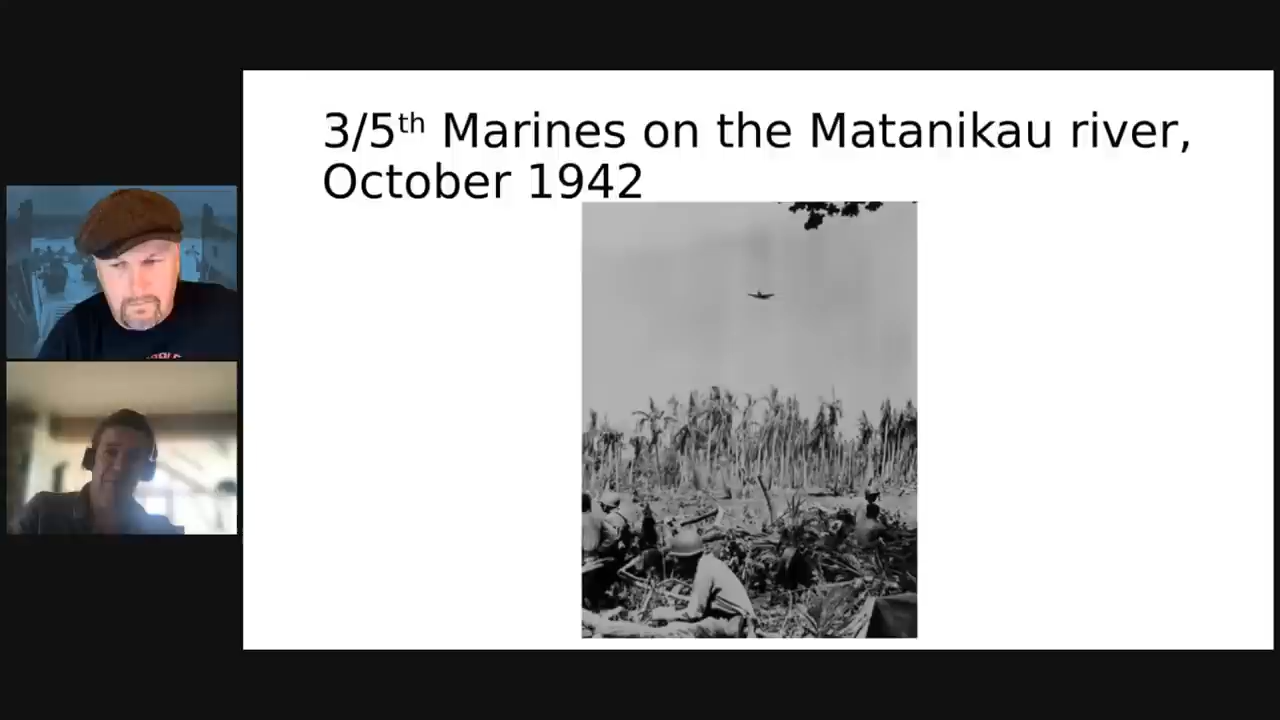 3/5th Marines on the Matanikau river,
October 1942